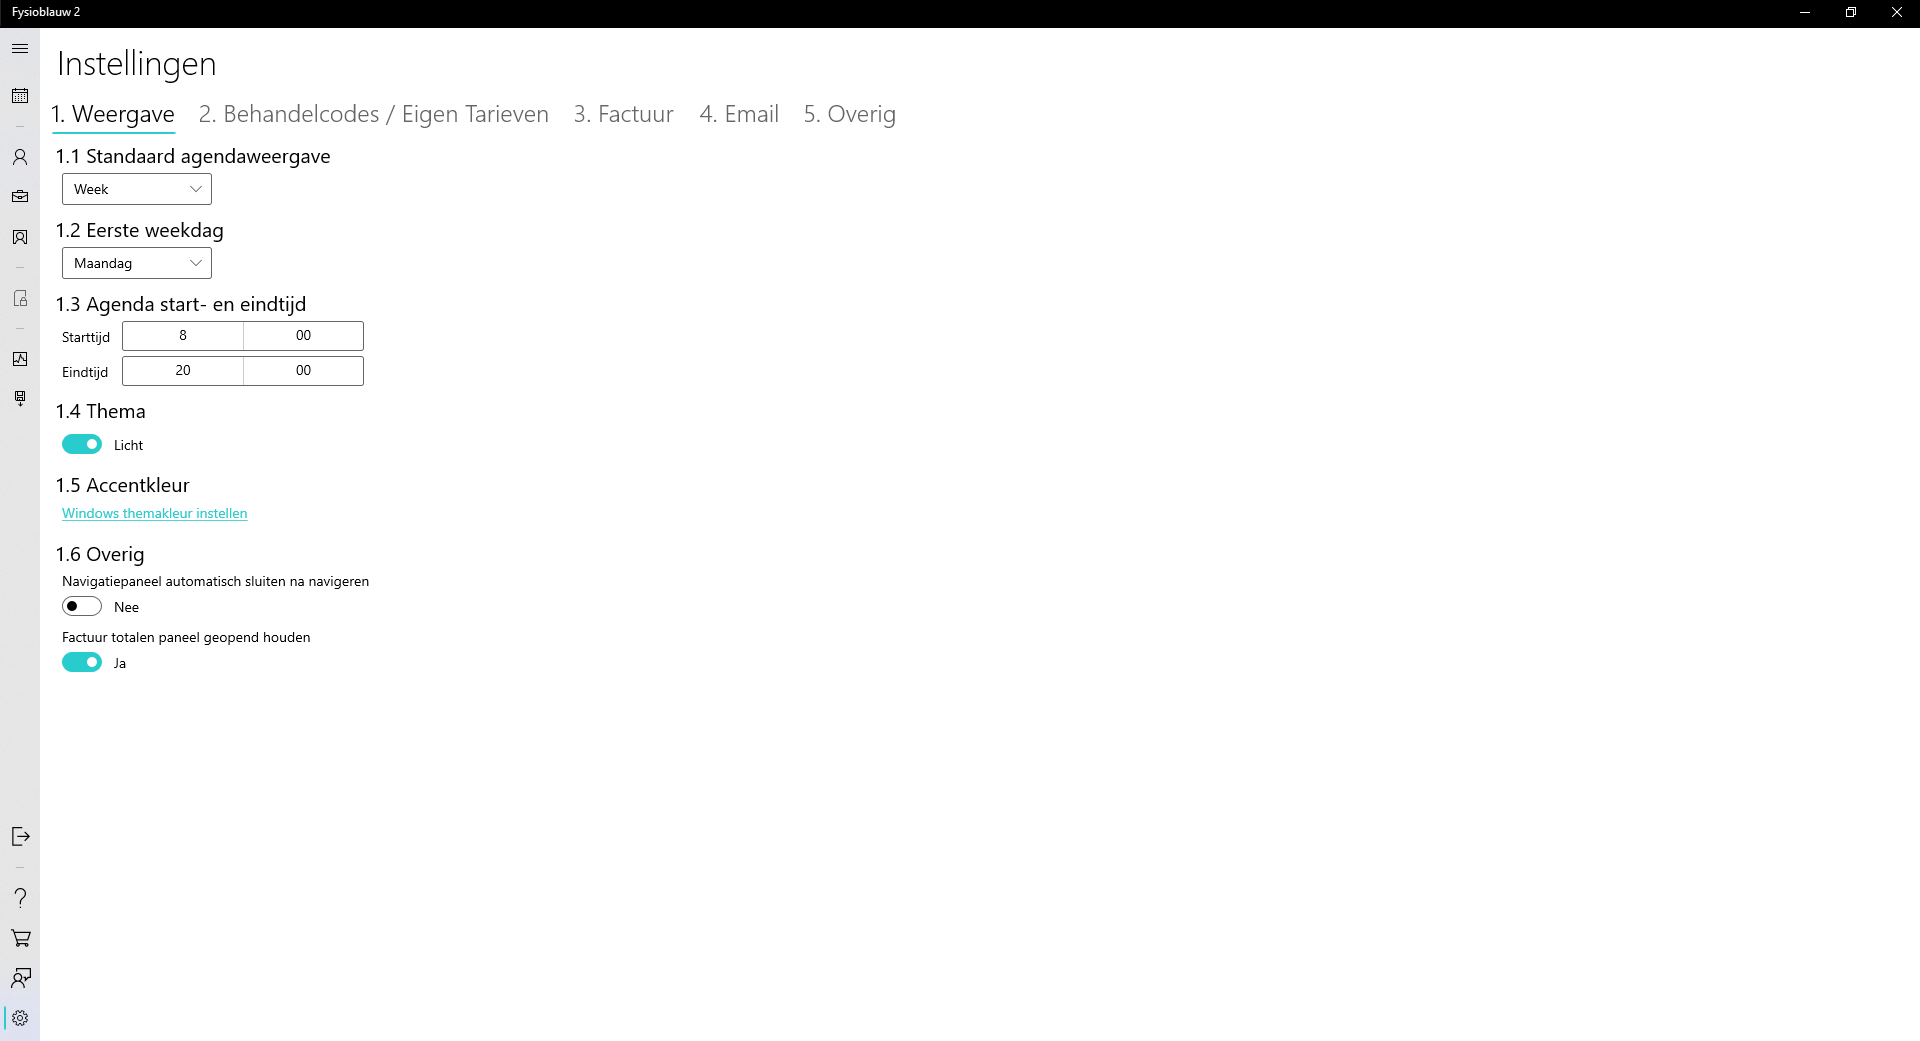 Fysioblauw 2
Instellingen
1. Weergave 2. Behandelcodes / Eigen Tarieven 3. Factuur 4. Email 5. Overig
1.1 Standaard agendaweergave
Week
1.2 Eerste weekdag
Maandag
1.3 Agenda start- en eindtijd
Starttijd 8 00
Eindtijd 20 00
1.4 Thema
Licht
1.5 Accentkleur
Windows themakleur instellen
1.6 Overig
Navigatiepaneel automatisch sluiten na navigeren
Nee
Factuur totalen paneel geopend houden
Ja